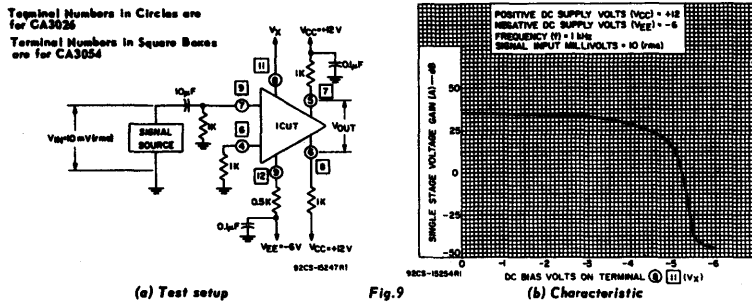 Terminal Numbers in Circles are
for CA3026
Terminal Numbers in Square Boxes
are for CA3054
VX
VCC=+12V
11
8
1K
0.1µF
10µF
9
7
5
7
VIN=10mV(rms)
SIGNAL
SOURCE
1K
ICUT
VOUT
6
4
6
8
1K
12
9
0.5K
1K
0.1µF
VEE=-6V
VCC=+12V
92CS-15247R1
(a) Test setup
Fig.9
POSITIVE DC SUPPLY VOLTS (VCC) = +12
NEGATIVE DC SUPPLY VOLTS (VEE) = -6
FREQUENCY (f) = 1 kHz
SIGNAL INPUT MILLIVOLTS = 10 (rms)
SINGLE STAGE VOLTAGE GAIN (A)—dB
50
25
0
-25
-50
0 -1 -2 -3 -4 -5 -6
92CS-15254R1
DC BIAS VOLTS ON TERMINAL 8 11 (VX)
(b) Characteristic